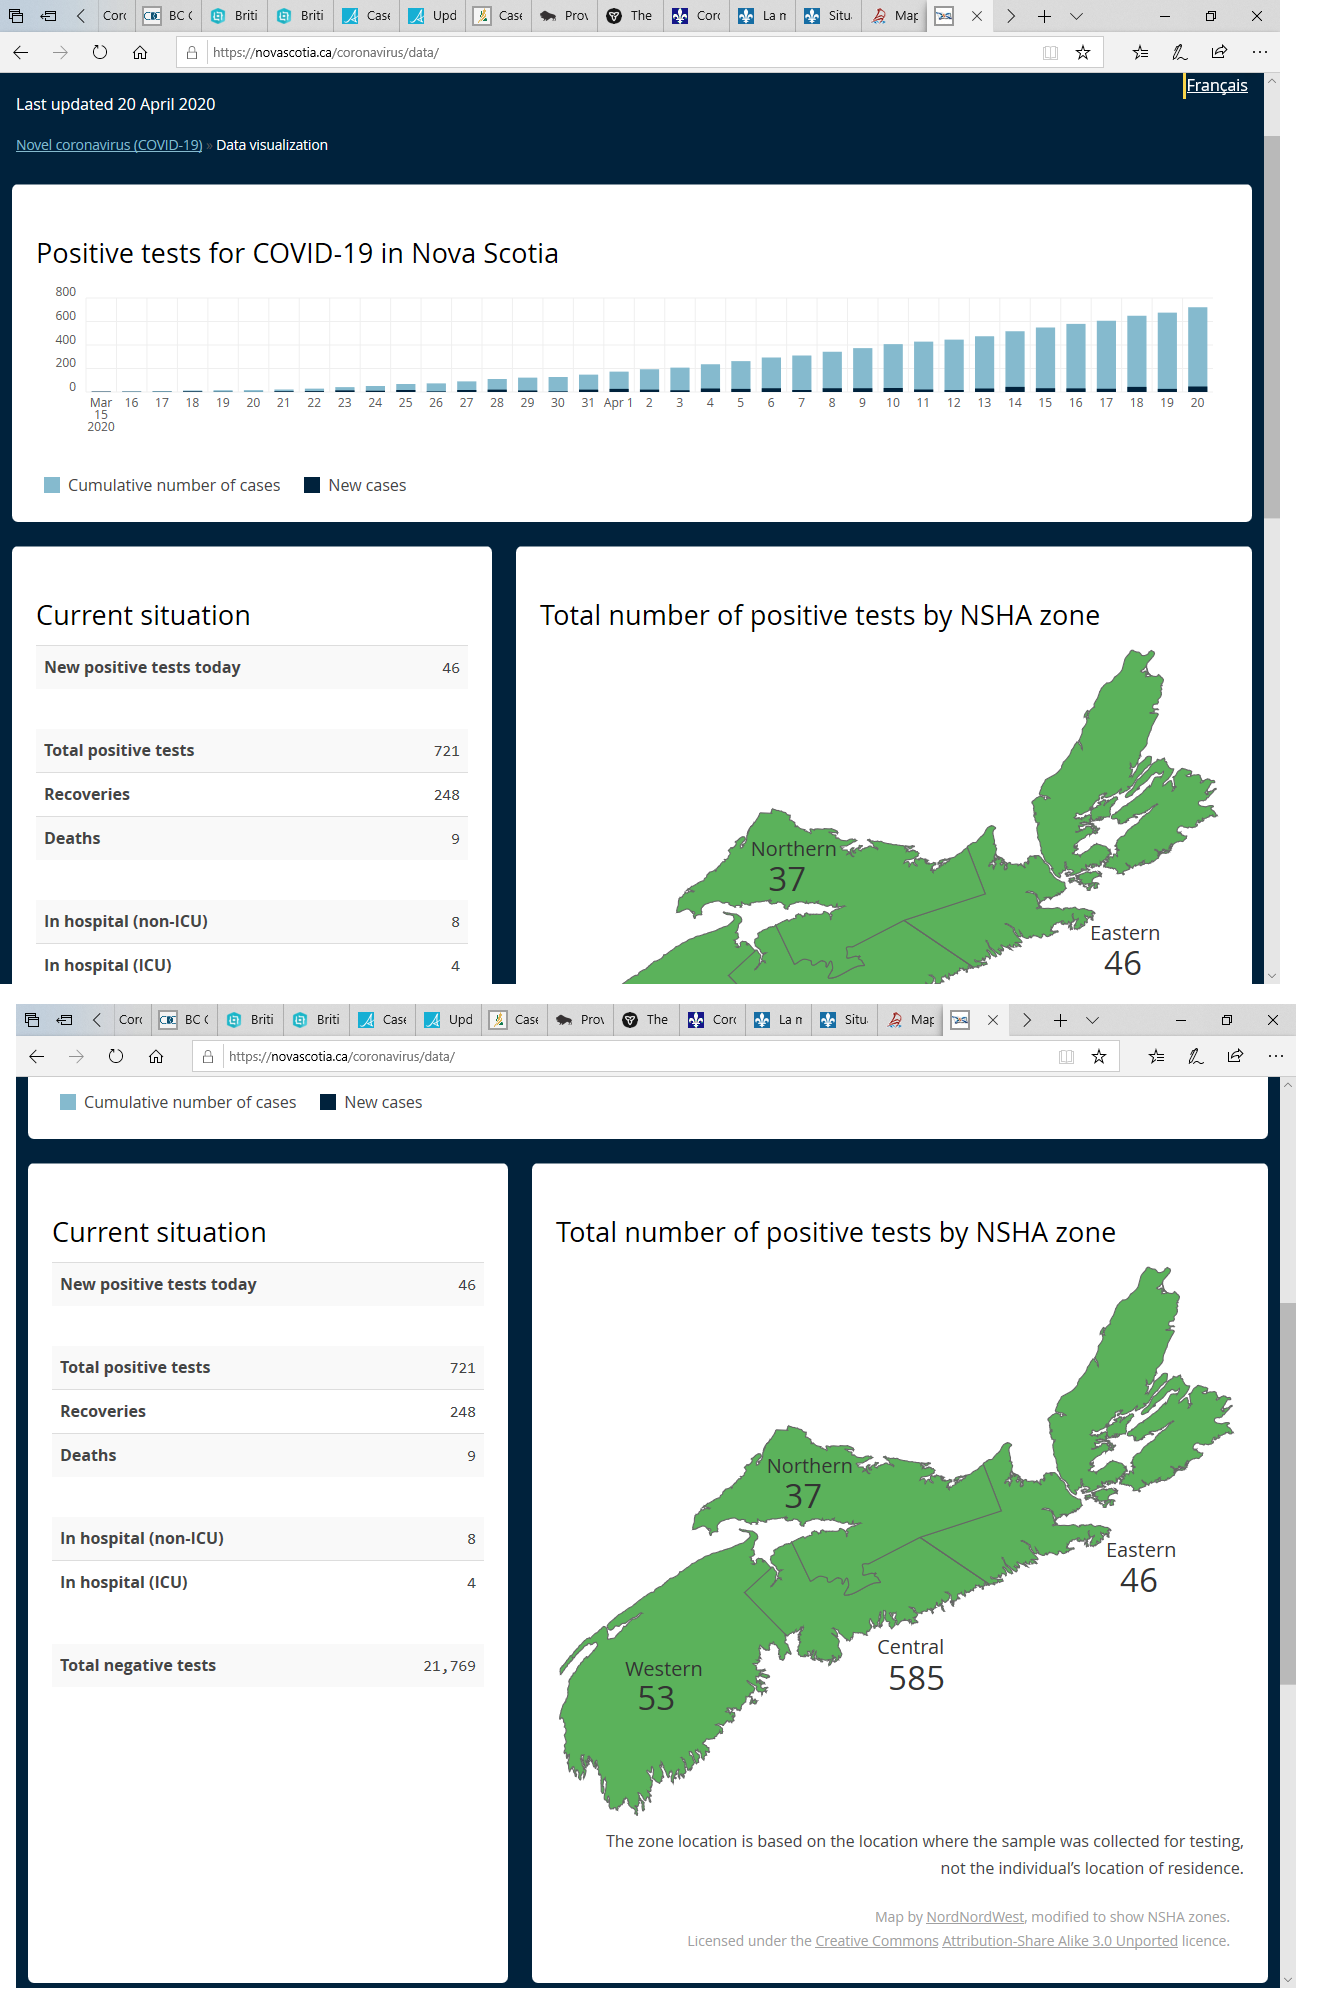 Corc BC C Briti Briti Case Upd Case Prov The Corc La n Situ Map
https://novascotia.ca/coronavirus/data/
Français
Last updated 20 April 2020
Novel coronavirus (COVID-19) » Data visualization
Positive tests for COVID-19 in Nova Scotia
800
600
400
200
0
Mar 15 2020 16 17 18 19 20 21 22 23 24 25 26 27 28 29 30 31 Apr 1 2 3 4 5 6 7 8 9 10 11 12 13 14 15 16 17 18 19 20
Cumulative number of cases New cases
Current situation
New positive tests today 46
Total positive tests 721
Recoveries 248
Deaths 9
In hospital (non-ICU) 8
In hospital (ICU) 4
Total number of positive tests by NSHA zone
Northern
37
Eastern
46
Corc BC C Briti Briti Case Upd Case Prov The Corc La n Situ Map
https://novascotia.ca/coronavirus/data/
Cumulative number of cases New cases
Current situation
New positive tests today 46
Total positive tests 721
Recoveries 248
Deaths 9
In hospital (non-ICU) 8
In hospital (ICU) 4
Total negative tests 21,769
Total number of positive tests by NSHA zone
Northern
37
Eastern
46
Central
585
Western
53
The zone location is based on the location where the sample was collected for testing,
not the individual's location of residence.
Map by NordNordWest, modified to show NSHA zones.
Licensed under the Creative Commons Attribution-Share Alike 3.0 Unported licence.